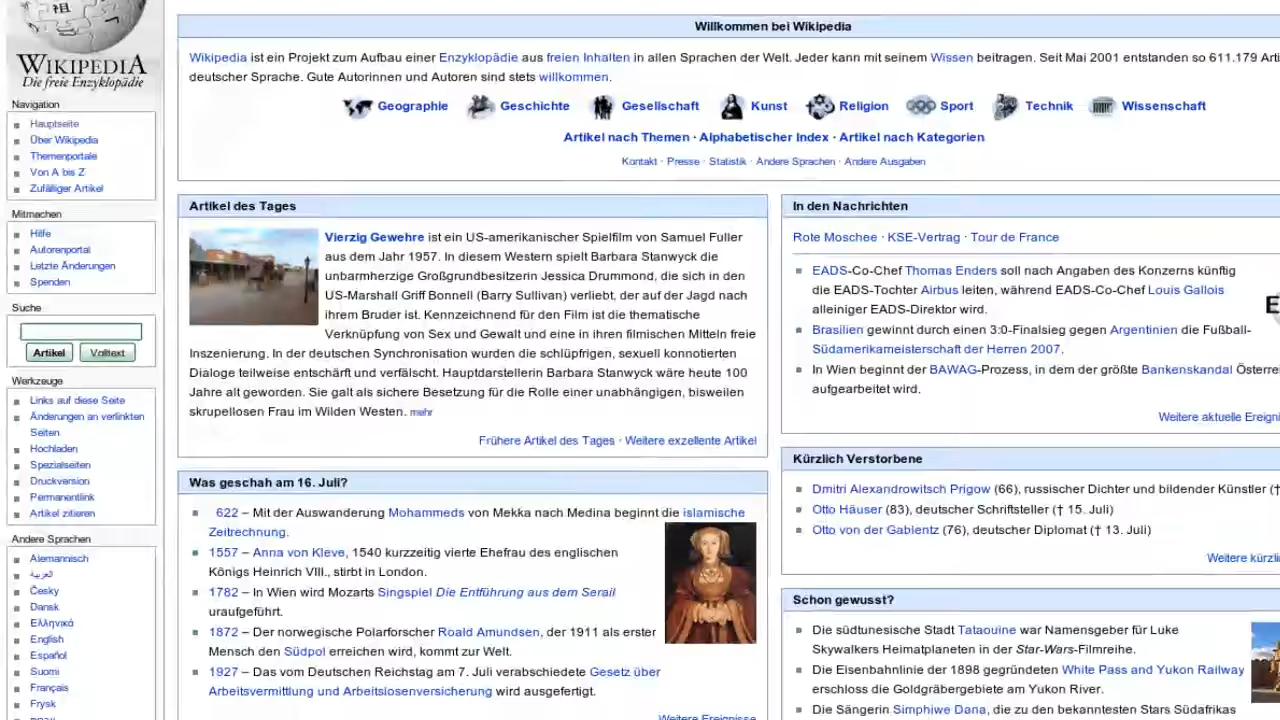 WIKIPEDIA
Die freie Enzyklopädie
Navigation
Hauptseite
Über Wikipedia
Themenportale
Von A bis Z
Zufälliger Artikel
Mitmachen
Hilfe
Autorenportal
Letzte Änderungen
Spenden
Suche
Artikel Volltext
Werkzeuge
Links auf diese Seite
Änderungen an verlinkten
Seiten
Hochladen
Spezialseiten
Druckversion
Permanentlink
Artikel zitieren
Andere Sprachen
Alemannisch
العربية
Česky
Dansk
Ελληνικά
English
Español
Suomi
Français
Frysk
Willkommen bei Wikipedia
Wikipedia ist ein Projekt zum Aufbau einer Enzyklopädie aus freien Inhalten in allen Sprachen der Welt. Jeder kann mit seinem Wissen beitragen. Seit Mai 2001 entstanden so 611.179 Arti
deutscher Sprache. Gute Autorinnen und Autoren sind stets willkommen.
Geographie Geschichte Gesellschaft Kunst Religion Sport Technik Wissenschaft
Artikel nach Themen · Alphabetischer Index · Artikel nach Kategorien
Kontakt · Presse · Statistik · Andere Sprachen · Andere Ausgaben
Artikel des Tages
Vierzig Gewehre ist ein US-amerikanischer Spielfilm von Samuel Fuller
aus dem Jahr 1957. In diesem Western spielt Barbara Stanwyck die
unbarmherzige Großgrundbesitzerin Jessica Drummond, die sich in den
US-Marshall Griff Bonnell (Barry Sullivan) verliebt, der auf der Jagd nach
ihrem Bruder ist. Kennzeichnend für den Film ist die thematische
Verknüpfung von Sex und Gewalt und eine in ihren filmischen Mitteln freie
Inszenierung. In der deutschen Synchronisation wurden die schlüpfrigen, sexuell konnotierten
Dialoge teilweise entschärft und verfälscht. Hauptdarstellerin Barbara Stanwyck wäre heute 100
Jahre alt geworden. Sie galt als sichere Besetzung für die Rolle einer unabhängigen, bisweilen
skrupellosen Frau im Wilden Westen. mehr
Frühere Artikel des Tages · Weitere exzellente Artikel
Was geschah am 16. Juli?
622 – Mit der Auswanderung Mohammeds von Mekka nach Medina beginnt die islamische
Zeitrechnung.
1557 – Anna von Kleve, 1540 kurzzeitig vierte Ehefrau des englischen
Königs Heinrich VIII., stirbt in London.
1782 – In Wien wird Mozarts Singspiel Die Entführung aus dem Serail
uraufgeführt.
1872 – Der norwegische Polarforscher Roald Amundsen, der 1911 als erster
Mensch den Südpol erreichen wird, kommt zur Welt.
1927 – Das vom Deutschen Reichstag am 7. Juli verabschiedete Gesetz über
Arbeitsvermittlung und Arbeitslosenversicherung wird ausgefertigt.
Weitere Ereignisse
In den Nachrichten
Rote Moschee · KSE-Vertrag · Tour de France
EADS-Co-Chef Thomas Enders soll nach Angaben des Konzerns künftig
die EADS-Tochter Airbus leiten, während EADS-Co-Chef Louis Gallois
alleiniger EADS-Direktor wird.
Brasilien gewinnt durch einen 3:0-Finalsieg gegen Argentinien die Fußball-
Südamerikameisterschaft der Herren 2007.
In Wien beginnt der BAWAG-Prozess, in dem der größte Bankenskandal Österrei
aufgearbeitet wird.
Weitere aktuelle Ereigni
Kürzlich Verstorbene
Dmitri Alexandrowitsch Prigow (66), russischer Dichter und bildender Künstler (†
Otto Häuser (83), deutscher Schriftsteller († 15. Juli)
Otto von der Gablentz (76), deutscher Diplomat († 13. Juli)
Weitere kürzli
Schon gewusst?
Die südtunesische Stadt Tataouine war Namensgeber für Luke
Skywalkers Heimatplaneten in der Star-Wars-Filmreihe.
Die Eisenbahnlinie der 1898 gegründeten White Pass and Yukon Railway
erschloss die Goldgräbergebiete am Yukon River.
Die Sängerin Simphiwe Dana, die zu den bekanntesten Stars Südafrikas